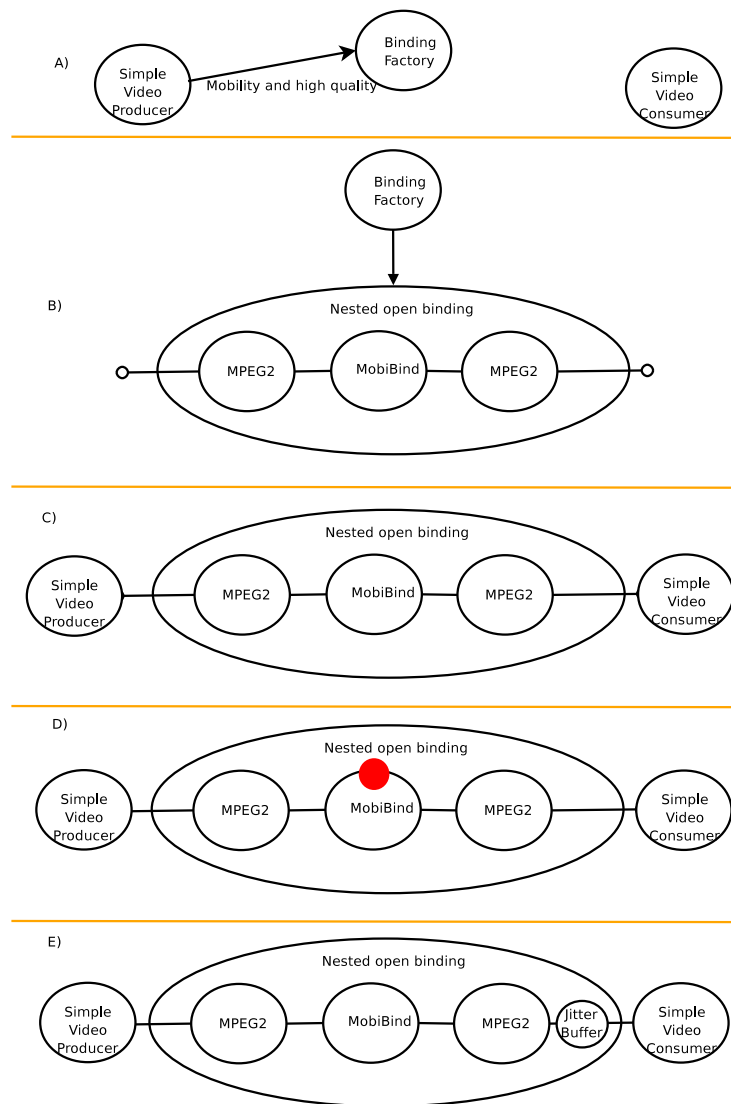 A)
Simple
Video
Producer
Mobility and high quality
Binding
Factory
Simple
Video
Consumer
Binding
Factory
B)
Nested open binding
MPEG2
MobiBind
MPEG2
C)
Nested open binding
Simple
Video
Producer
MPEG2
MobiBind
MPEG2
Simple
Video
Consumer
D)
Nested open binding
Simple
Video
Producer
MPEG2
MobiBind
MPEG2
Simple
Video
Consumer
E)
Nested open binding
Simple
Video
Producer
MPEG2
MobiBind
MPEG2
Jitter
Buffer
Simple
Video
Consumer